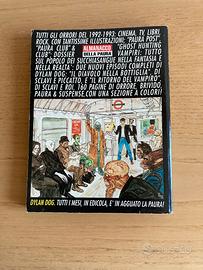 TUTTI GLI ORRORI DEL 1992-1993: CINEMA, TV, LIBRI,
ROCK, CON TANTISSIME ILLUSTRAZIONI; "PAURA POST",
"PAURA CLUB" & ALMANACCO "GHOST HUNTING
CLUB"; DOSSIER DELLA PAURA VAMPIRI: TUTTO
SUL POPOLO DEI SUCCHIASANGUE NELLA FANTASIA E
NELLA REALTA'; DUE NUOVI EPISODI COMPLETI DI
DYLAN DOG: "IL DIAVOLO NELLA BOTTIGLIA", DI
SCLAVI E PICCATTO, E "IL RITORNO DEL VAMPIRO",
DI SCLAVI E ROI. 160 PAGINE DI ORRORE, BRIVIDO,
PAURA & SUSPENSE, CON UNA SEZIONE A COLORI!
DYLAN DOG. TUTTI I MESI, IN EDICOLA, E' IN AGGUATO LA PAURA!
subito